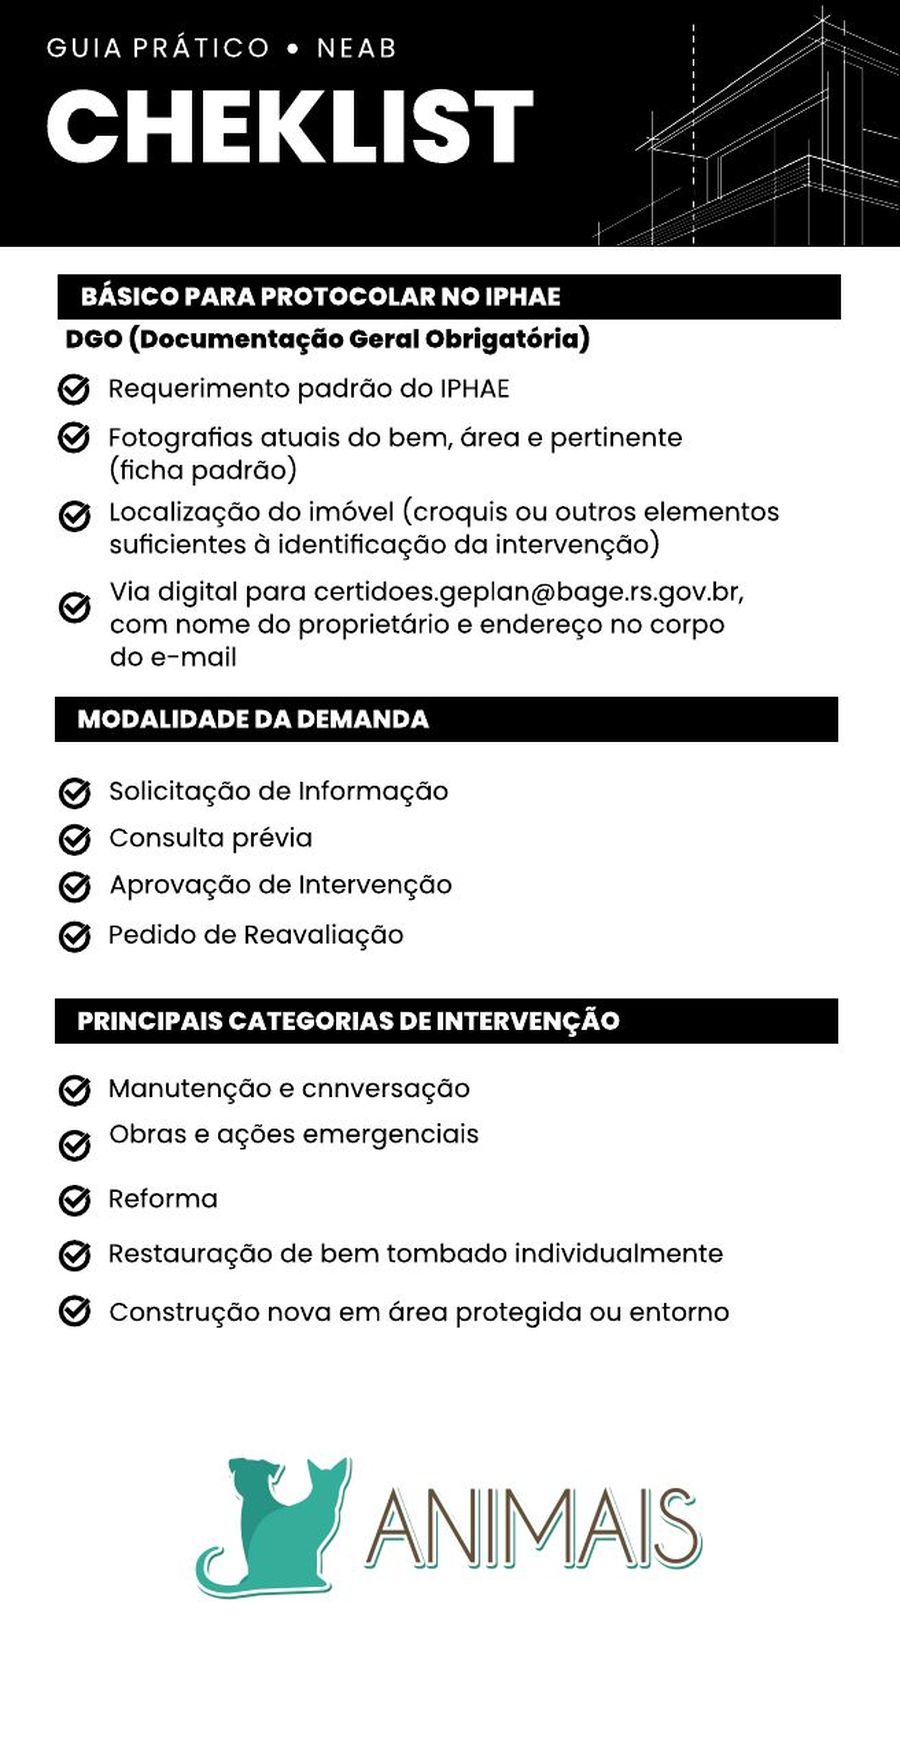 GUIA PRÁTICO • NEAB
CHEKLIST
BÁSICO PARA PROTOCOLAR NO IPHAE
DGO (Documentação Geral Obrigatória)
Requerimento padrão do IPHAE
Fotografias atuais do bem, área e pertinente
(ficha padrão)
Localização do imóvel (croquis ou outros elementos
suficientes à identificação da intervenção)
Via digital para certidoes.geplan@bage.rs.gov.br,
com nome do proprietário e endereço no corpo
do e-mail
MODALIDADE DA DEMANDA
Solicitação de Informação
Consulta prévia
Aprovação de Intervenção
Pedido de Reavaliação
PRINCIPAIS CATEGORIAS DE INTERVENÇÃO
Manutenção e cnnversação
Obras e ações emergenciais
Reforma
Restauração de bem tombado individualmente
Construção nova em área protegida ou entorno
ANIMAIS